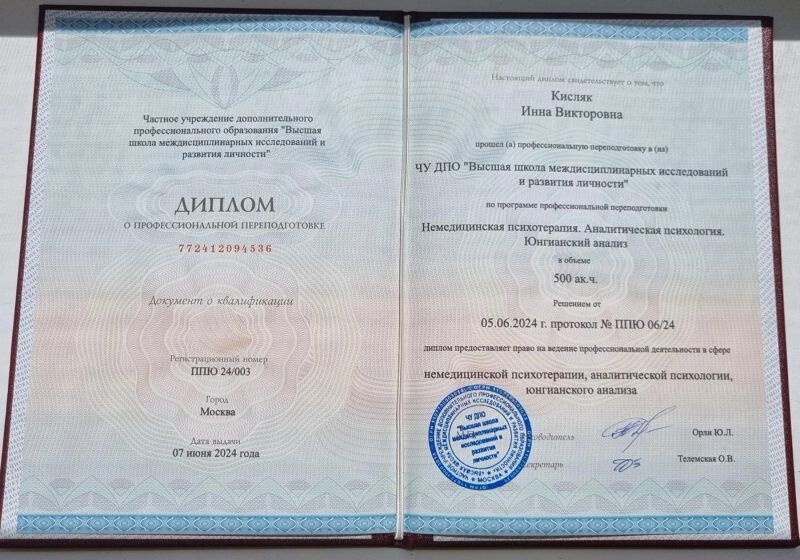 Частное учреждение дополнительного
профессионального образования "Высшая
школа междисциплинарных исследований и
развития личности"
ДИПЛОМ
О ПРОФЕССИОНАЛЬНОЙ ПЕРЕПОДГОТОВКЕ
772412094536
Документ о квалификации
Регистрационный номер
ППЮ 24/003
Город
Москва
Дата выдачи
07 июня 2024 года
Настоящий диплом свидетельствует о том, что
Кисляк
Инна Викторовна
прошел (а) профессиональную переподготовку в (на)
ЧУ ДПО "Высшая школа междисциплинарных исследований
и развития личности"
по программе профессиональной переподготовки
Немедицинская психотерапия. Аналитическая психология.
Юнгианский анализ
в объеме
500 ак.ч.
Решением от
05.06.2024 г. протокол № ППЮ 06/24
диплом предоставляет право на ведение профессиональной деятельности в сфере
немедицинской психотерапии, аналитической психологии,
юнгианского анализа
ЧУ ДПО
"Высшая школа
междисциплинарных
исследований и
развития
личности"
МОСКВА
Орли Ю.Л.
Телемская О.В.